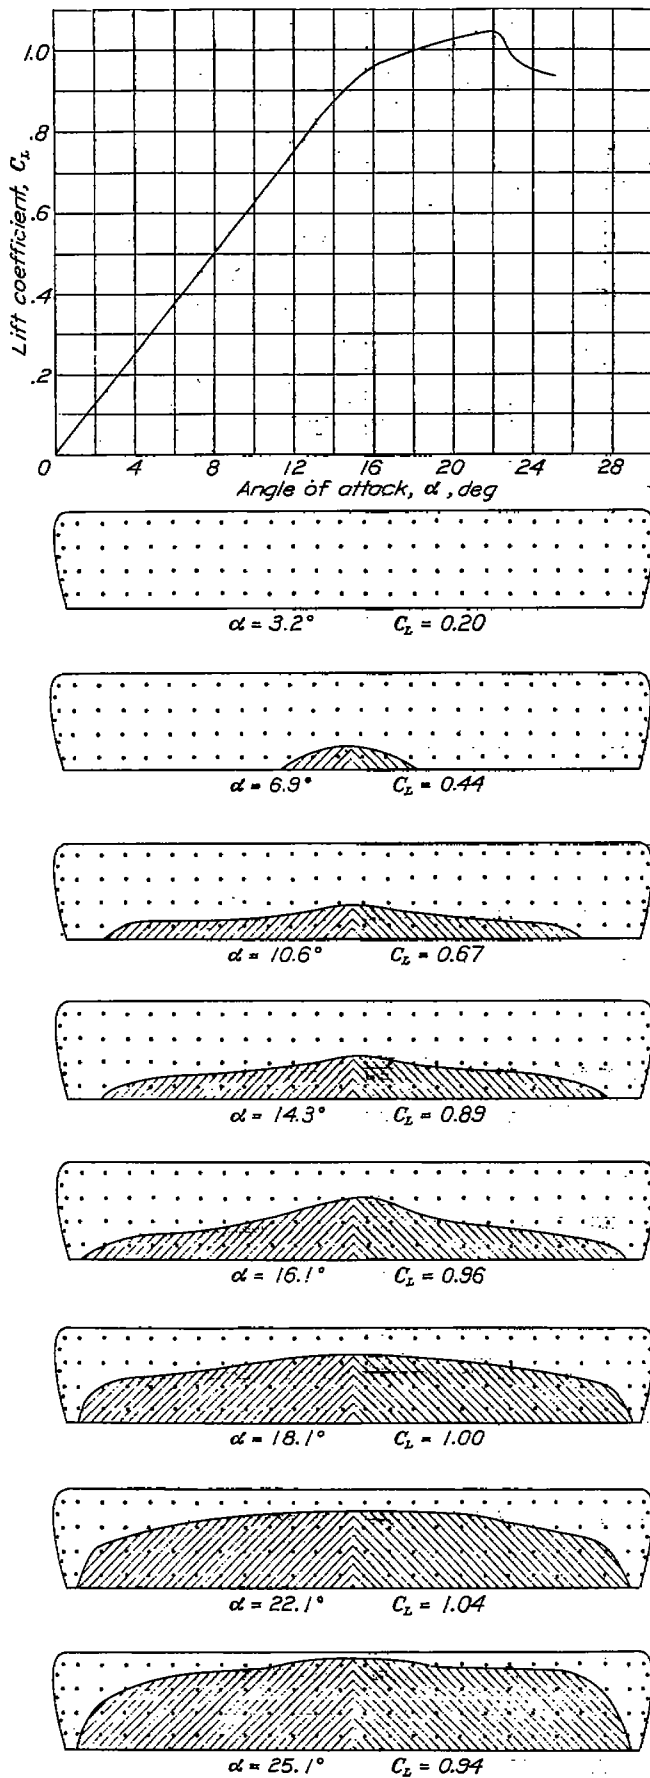 1.0
.8
.6
.4
.2
Lift coefficient, C_L
0 4 8 12 16 20 24 28
Angle of attack, α, deg
α = 3.2° C_L = 0.20
α = 6.9° C_L = 0.44
α = 10.6° C_L = 0.67
α = 14.3° C_L = 0.89
α = 16.1° C_L = 0.96
α = 18.1° C_L = 1.00
α = 22.1° C_L = 1.04
α = 25.1° C_L = 0.94